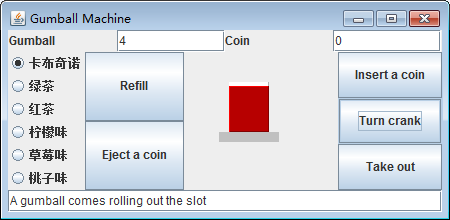 Gumball Machine
Gumball 4 Coin 0
卡布奇诺
绿茶
红茶
柠檬味
草莓味
桃子味
Refill
Eject a coin
Insert a coin
Turn crank
Take out
A gumball comes rolling out the slot